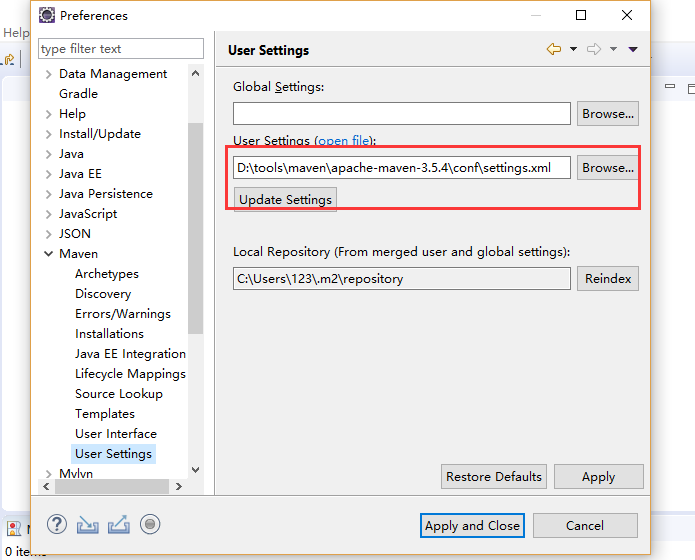 Preferences
Help
type filter text
User Settings
Data Management
Gradle
Help
Install/Update
Java
Java EE
Java Persistence
JavaScript
JSON
Maven
Archetypes
Discovery
Errors/Warnings
Installations
Java EE Integration
Lifecycle Mappings
Source Lookup
Templates
User Interface
User Settings
Mylyn
Global Settings:
Browse...
User Settings (open file):
D:\tools\maven\apache-maven-3.5.4\conf\settings.xml
Browse...
Update Settings
Local Repository (From merged user and global settings):
C:\Users\123\.m2\repository
Reindex
Restore Defaults
Apply
Apply and Close
Cancel
0 items